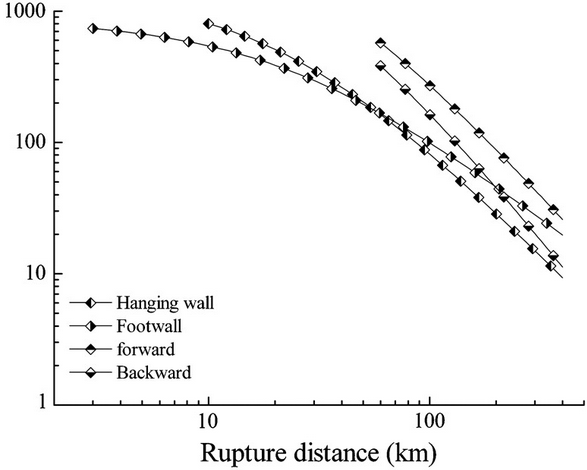 1000
100
10
1
Hanging wall
Footwall
forward
Backward
10
100
Rupture distance (km)